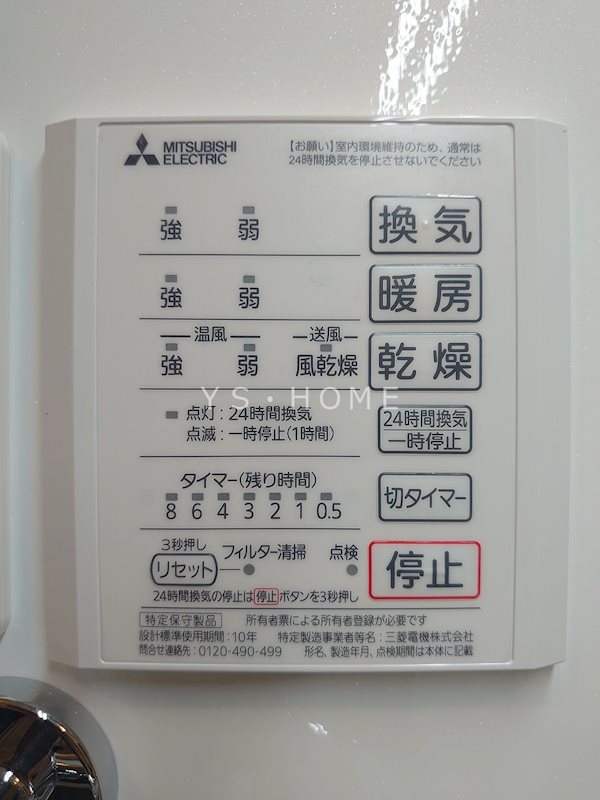 MITSUBISHI
ELECTRIC
【お願い】室内環境維持のため、通常は
24時間換気を停止させないでください
強 弱 換気
強 弱 暖房
温風 送風
強 弱 風乾燥 乾燥
YS・HOME
点灯：24時間換気
点滅：一時停止(1時間)
24時間換気
一時停止
タイマー(残り時間)
8 6 4 3 2 1 0.5
切タイマー
3秒押し
リセット フィルター清掃 点検
停止
24時間換気の停止は停止ボタンを3秒押し
特定保守製品 所有者票による所有者登録が必要です
設計標準使用期間：10年 特定製造事業者等名：三菱電機株式会社
問合せ連絡先：0120-490-499 形名、製造年月、点検期間は本体に記載